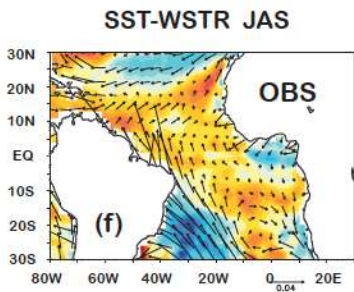 SST-WSTR JAS
30N
20N
10N
EQ
10S
20S
30S
OBS
(f)
80W 60W 40W 20W 0 20E
0.04